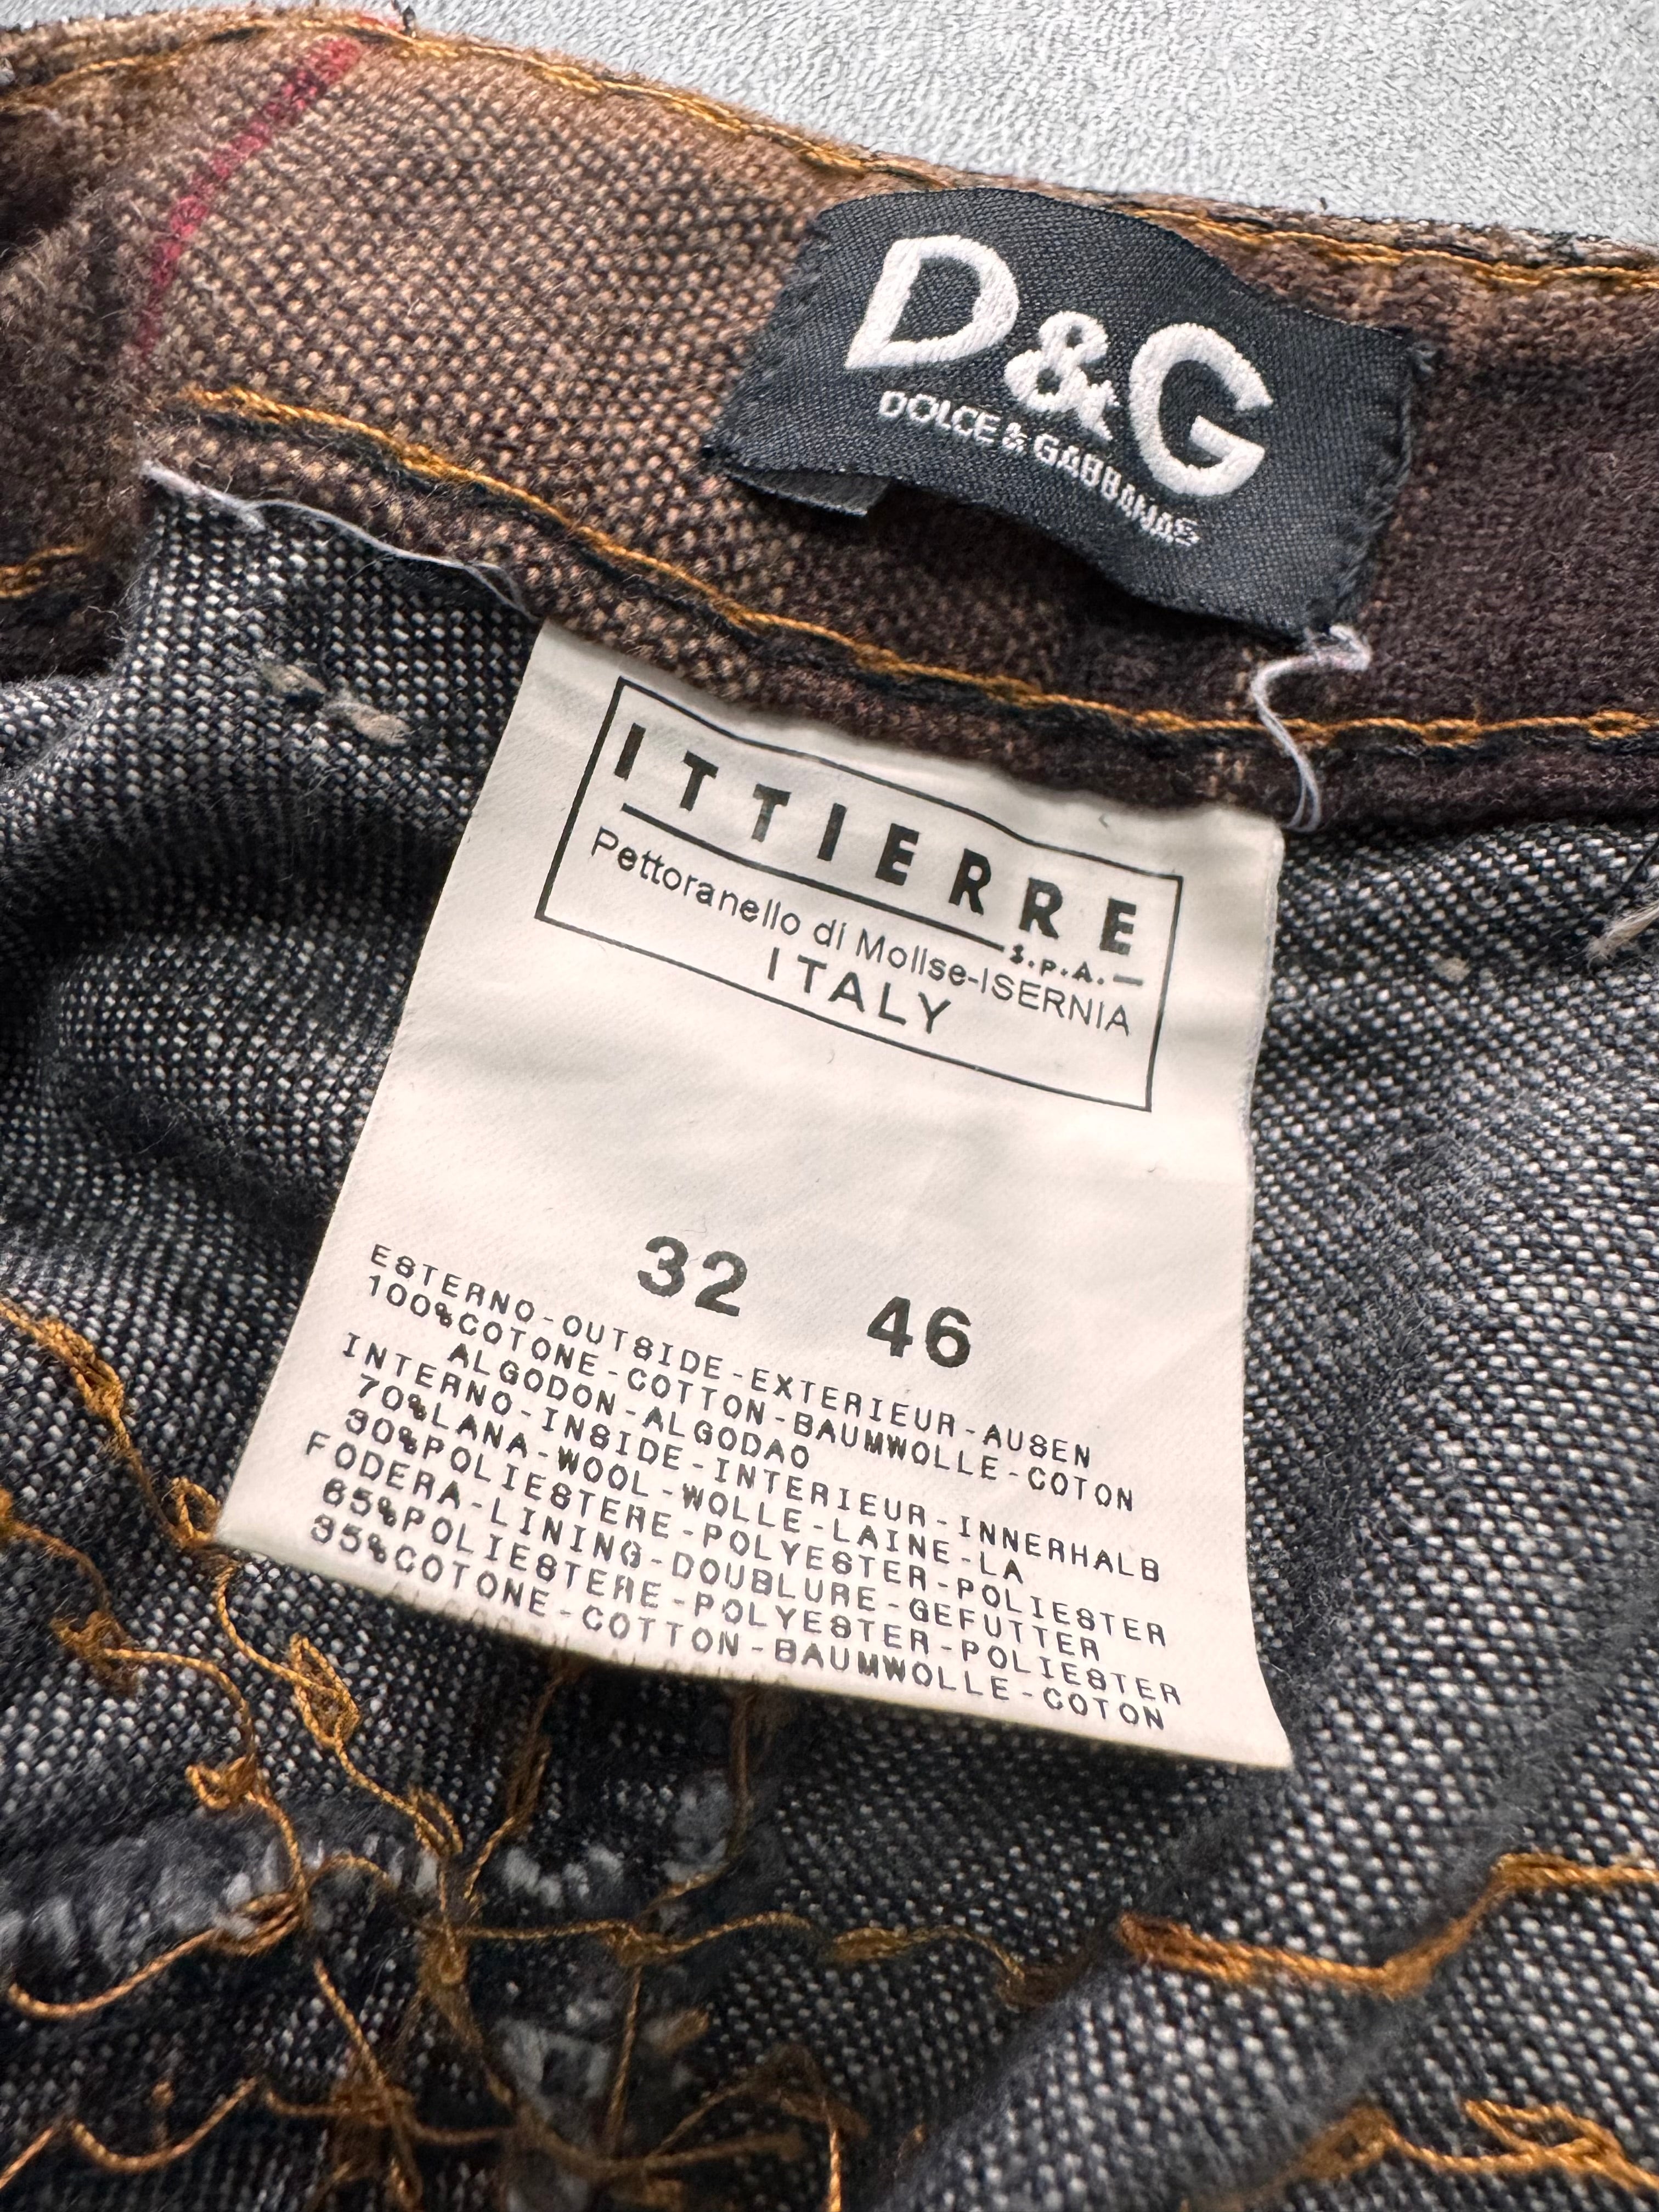 D&G
DOLCE & GABBANA
ITTIERRE
S.p.A.
Pettoranello di Molise-ISERNIA
ITALY
32 46
ESTERNO-OUTSIDE-EXTERIEUR-AUSEN
100%COTONE-COTTON-BAUMWOLLE-COTON
ALGODON-ALGODAO
INTERNO-INSIDE-INTERIEUR-INNERHALB
70%LANA-WOOL-WOLLE-LAINE-LA
30%POLIESTERE-POLYESTER-POLIESTER
FODERA-LINING-DOUBLURE-GEFUTTER
65%POLIESTERE-POLYESTER-POLIESTER
35%COTONE-COTTON-BAUMWOLLE-COTON